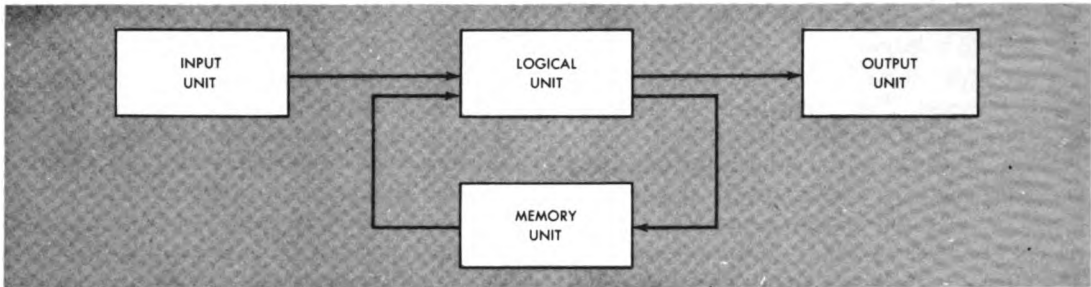 INPUT
UNIT
LOGICAL
UNIT
OUTPUT
UNIT
MEMORY
UNIT